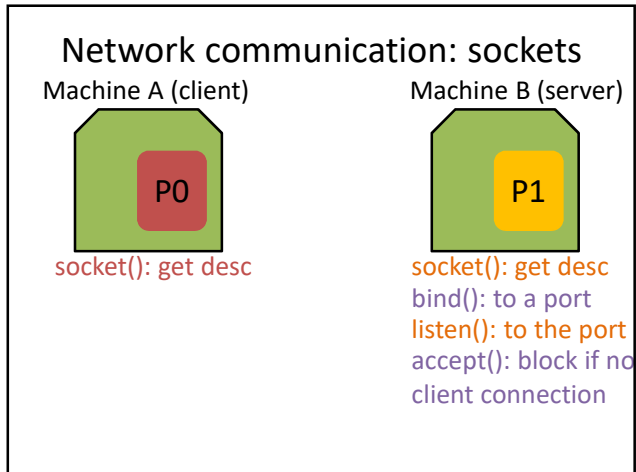 Network communication: sockets
Machine A (client)
Machine B (server)
P0
P1
socket(): get desc
socket(): get desc
bind(): to a port
listen(): to the port
accept(): block if no
client connection